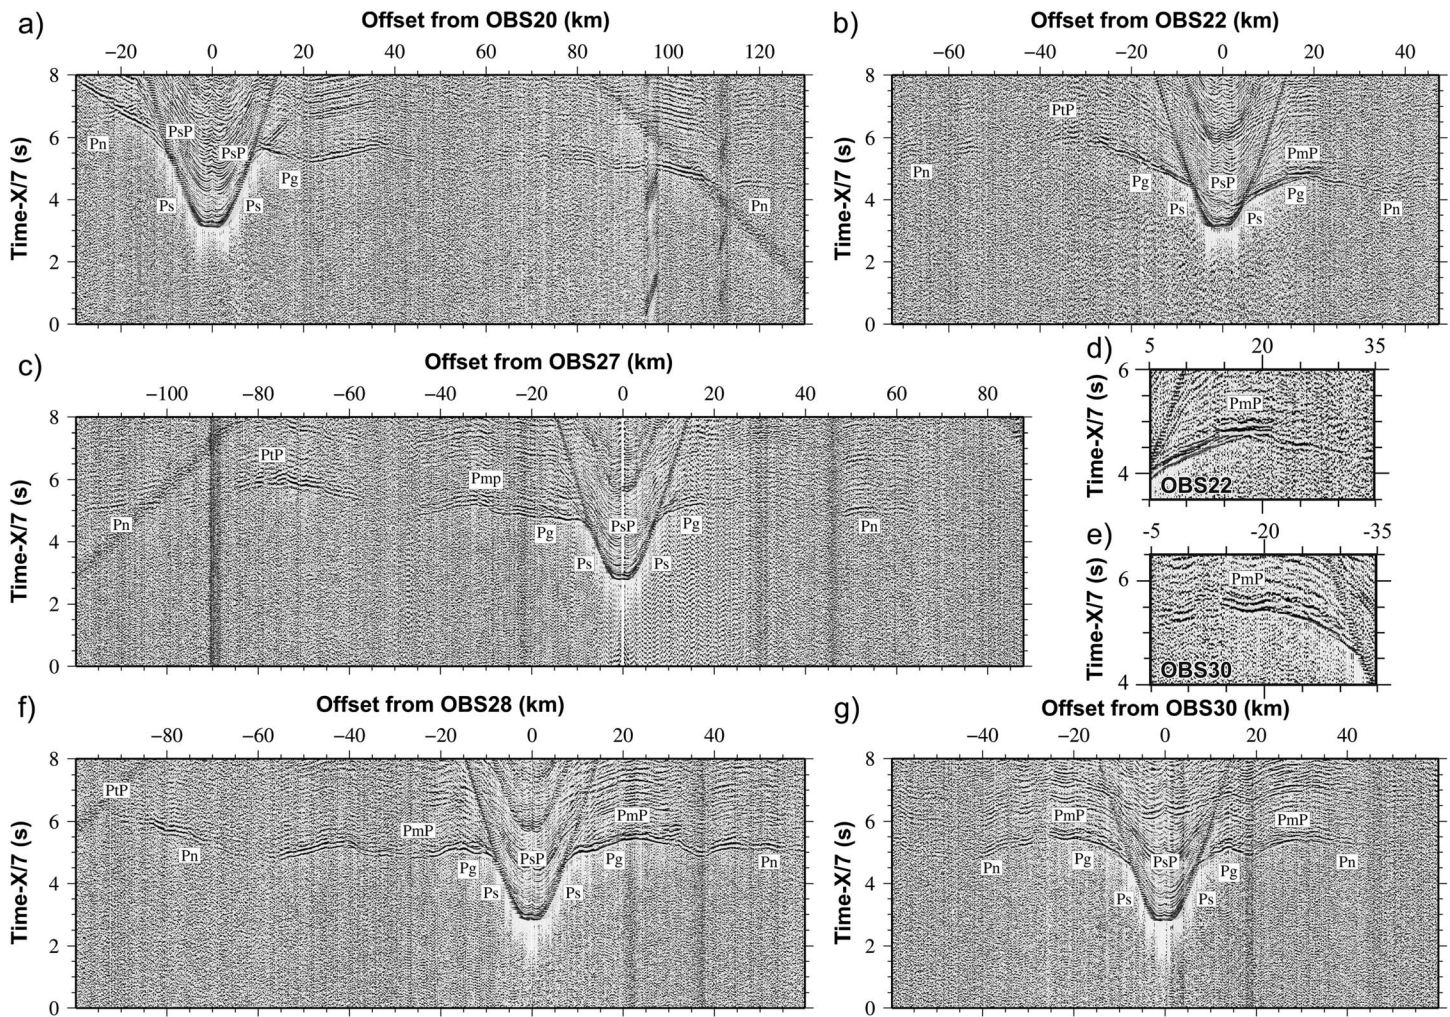 a)
Offset from OBS20 (km)
−20 0 20 40 60 80 100 120
Time-X/7 (s)
8
6
4
2
0
Pn
PsP
PsP
Pg
Ps
Ps
Pn
b)
Offset from OBS22 (km)
−60 −40 −20 0 20 40
Time-X/7 (s)
8
6
4
2
0
PtP
Pn
PmP
Pg
PsP
Pg
Ps
Ps
Pn
c)
Offset from OBS27 (km)
−100 −80 −60 −40 −20 0 20 40 60 80
Time-X/7 (s)
8
6
4
2
0
PtP
Pmp
Pn
Pg
PsP
Pg
Pn
Ps
Ps
d)
5 20 35
Time-X/7 (s)
6
4
PmP
OBS22
e)
-5 -20 -35
Time-X/7 (s)
6
4
PmP
OBS30
f)
Offset from OBS28 (km)
−80 −60 −40 −20 0 20 40
Time-X/7 (s)
8
6
4
2
0
PtP
PmP
PmP
Pn
Pg
PsP
Pg
Pn
Ps
Ps
g)
Offset from OBS30 (km)
−40 −20 0 20 40
Time-X/7 (s)
8
6
4
2
0
PmP
PmP
Pn
Pg
PsP
Pg
Pn
Ps
Ps